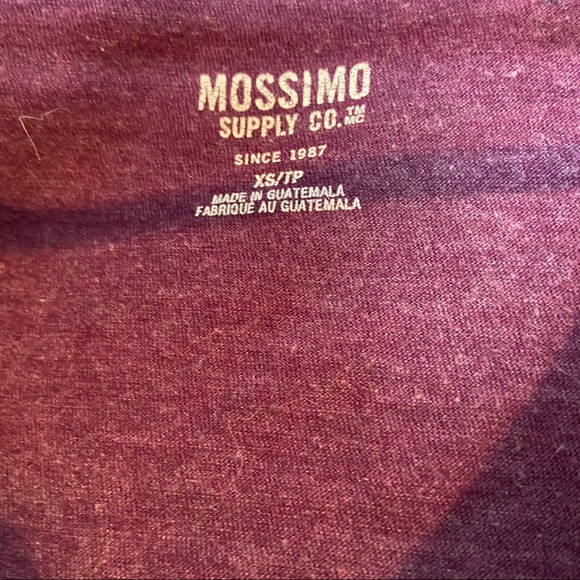 MOSSIMO
SUPPLY CO.™ MC
SINCE 1987
XS/TP
MADE IN GUATEMALA
FABRIQUE AU GUATEMALA